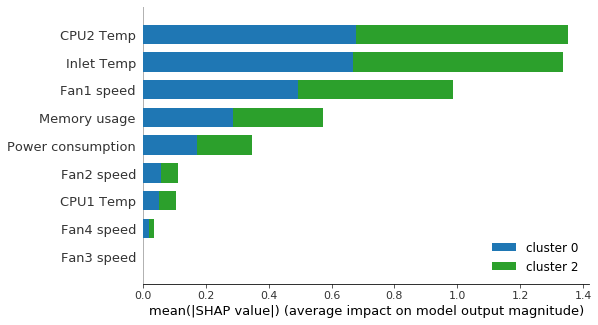 CPU2 Temp
Inlet Temp
Fan1 speed
Memory usage
Power consumption
Fan2 speed
CPU1 Temp
Fan4 speed
Fan3 speed
cluster 0
cluster 2
0.0 0.2 0.4 0.6 0.8 1.0 1.2 1.4
mean(|SHAP value|) (average impact on model output magnitude)